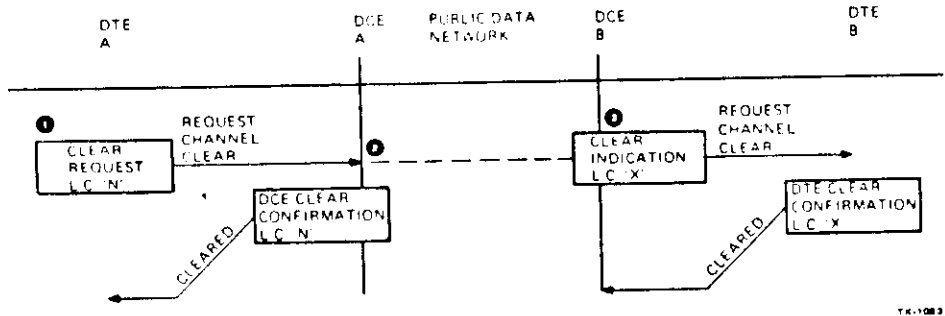 DTE
A
DCE
A
PUBLIC DATA
NETWORK
DCE
B
DTE
B
1
CLEAR
REQUEST
L.C. 'N'
REQUEST
CHANNEL
CLEAR
2
DCE CLEAR
CONFIRMATION
L.C. 'N'
CLEARED
CLEAR
INDICATION
L.C. 'X'
REQUEST
CHANNEL
CLEAR
DTE CLEAR
CONFIRMATION
L.C. 'X
CLEARED